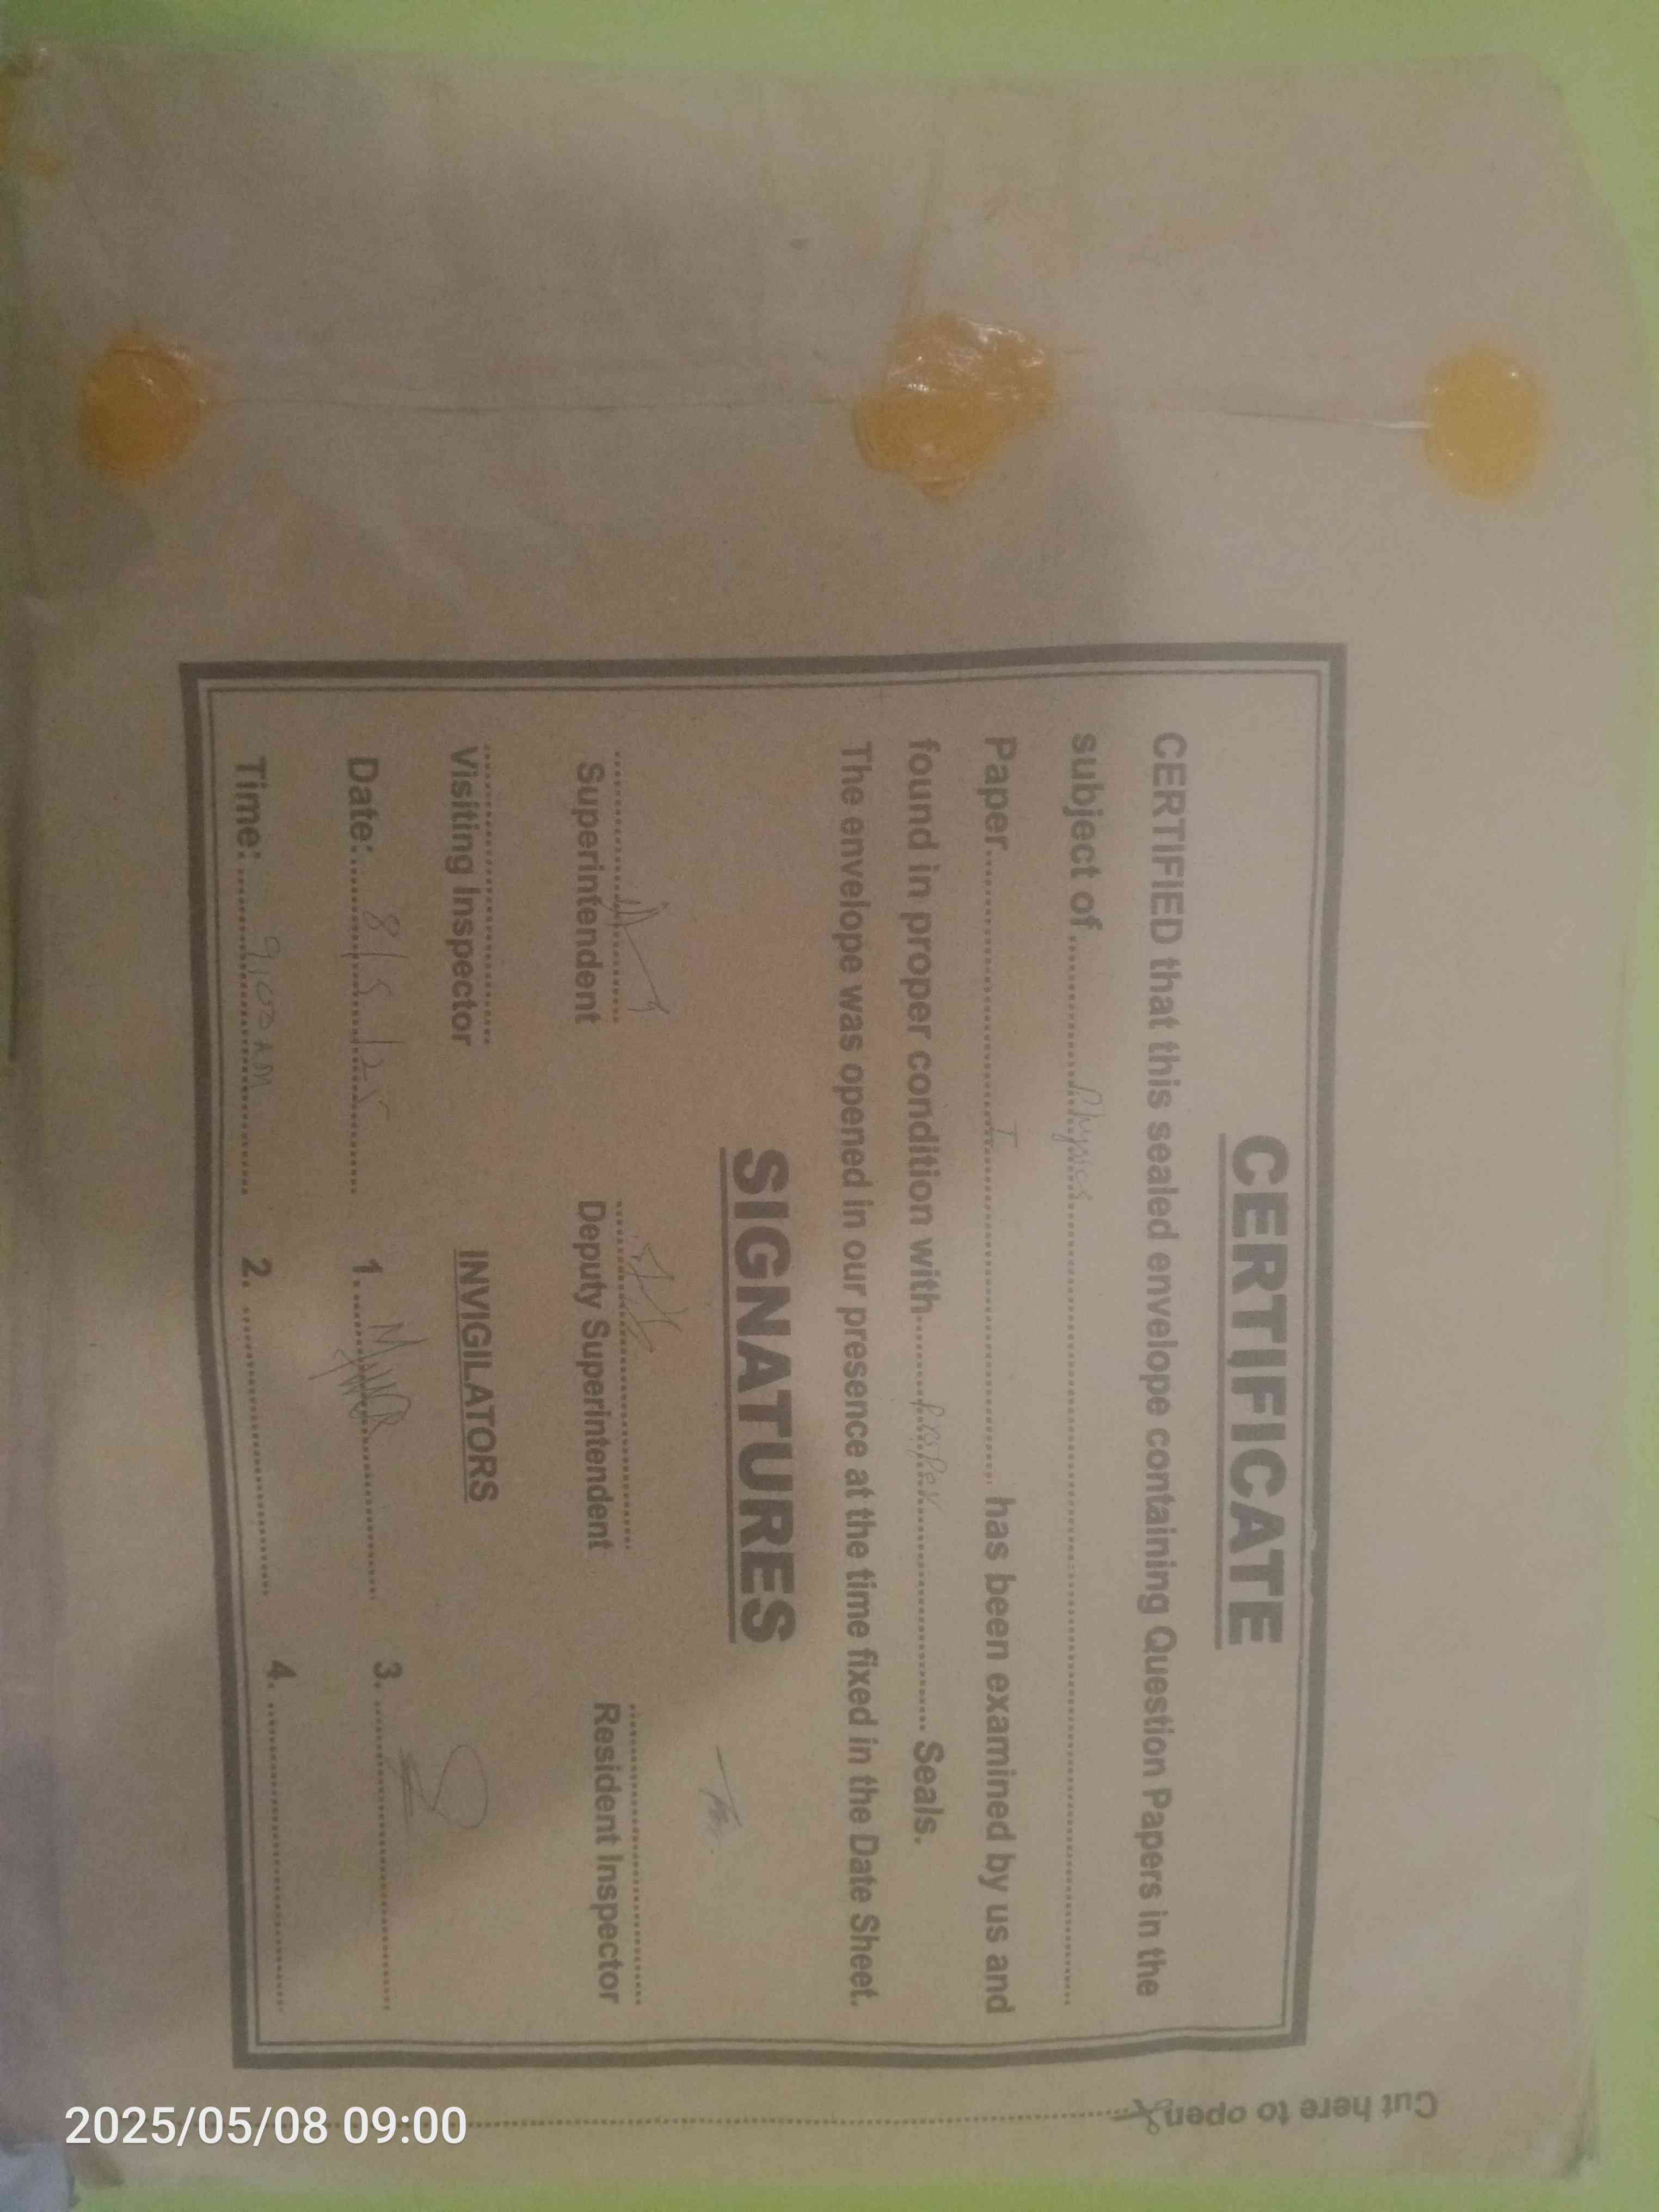 CERTIFICATE
CERTIFIED that this sealed envelope containing Question Papers in the
subject of..........Physics..........
Paper..........I.......... has been examined by us and
found in proper condition with..........Proper.......... Seals.
The envelope was opened in our presence at the time fixed in the Date Sheet.
SIGNATURES
Superintendent Deputy Superintendent Resident Inspector
Visiting Inspector INVIGILATORS
Date:...8/5/25... 1. .......... 3. ..........
Time:...9:00 AM... 2. .......... 4. ..........
Cut here to open
2025/05/08 09:00